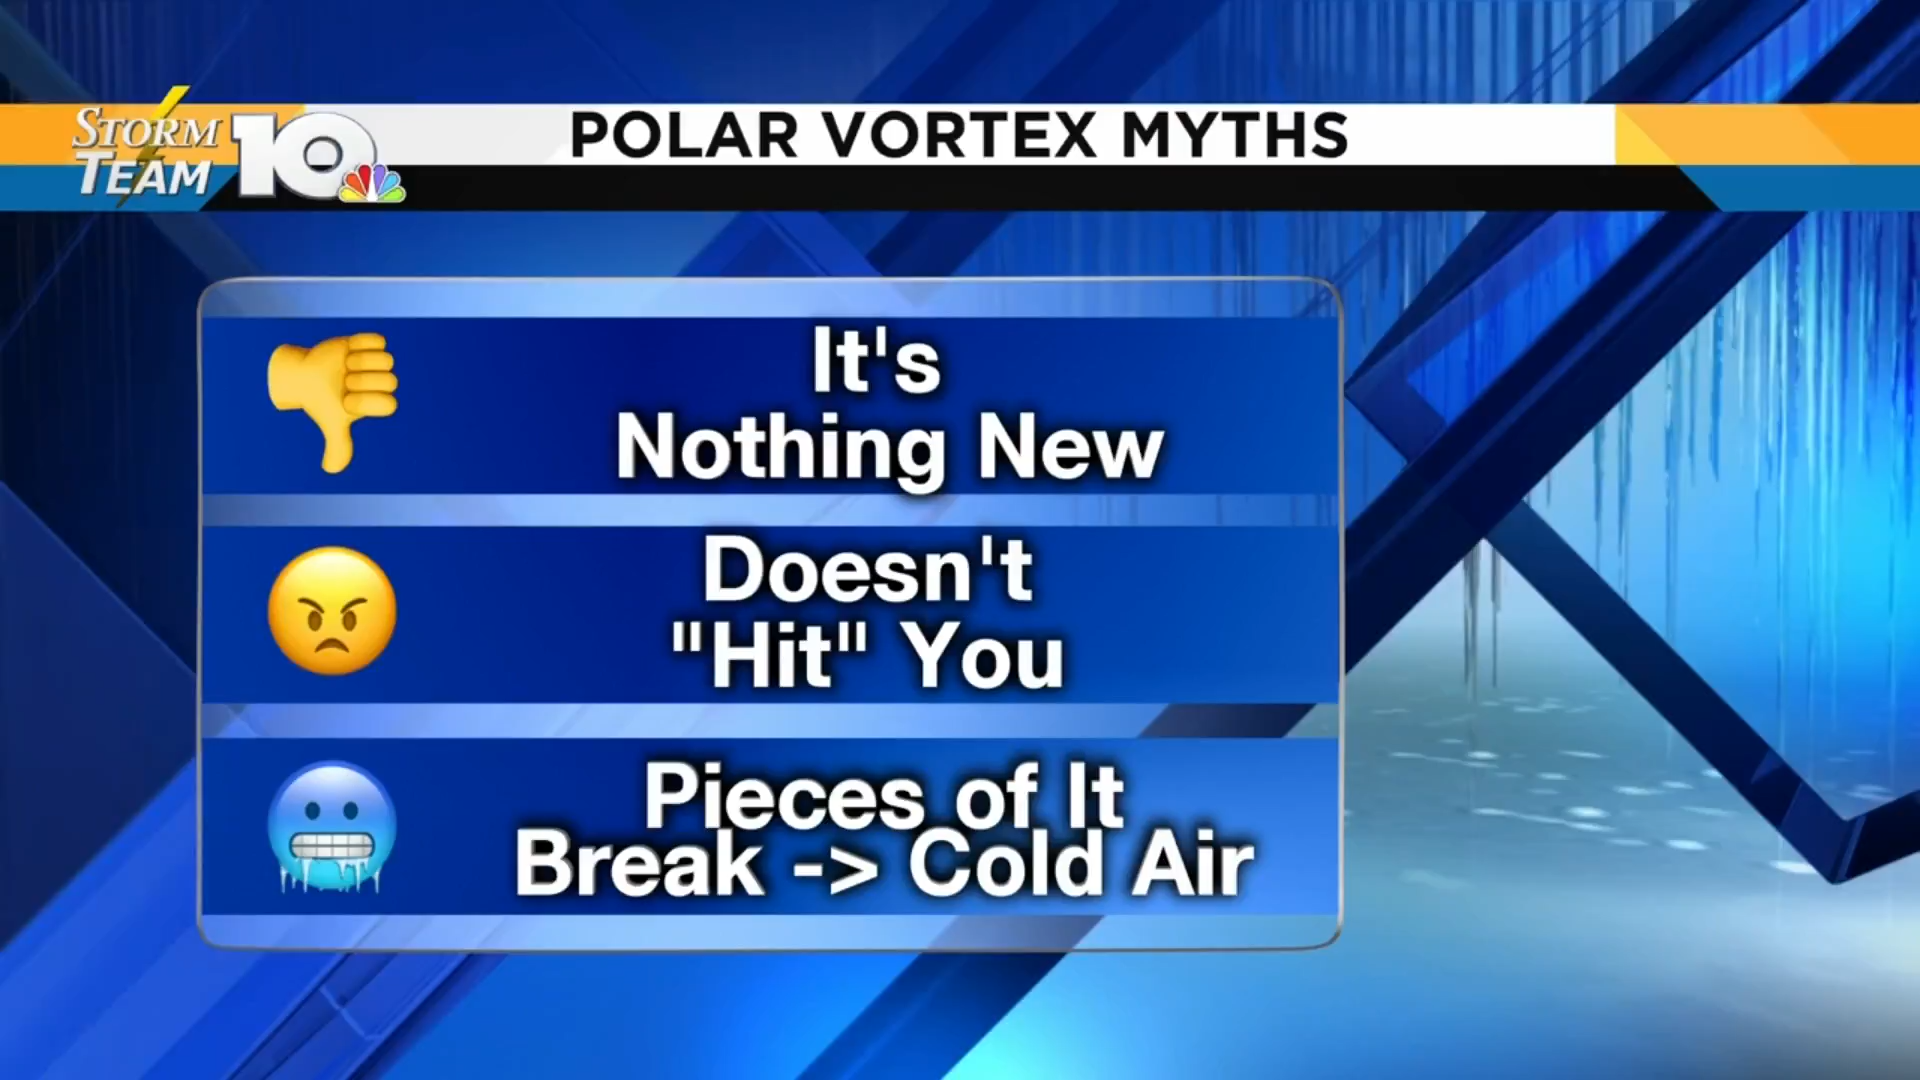 STORM
TEAM
10
POLAR VORTEX MYTHS
It's
Nothing New
Doesn't
"Hit" You
Pieces of It
Break -> Cold Air